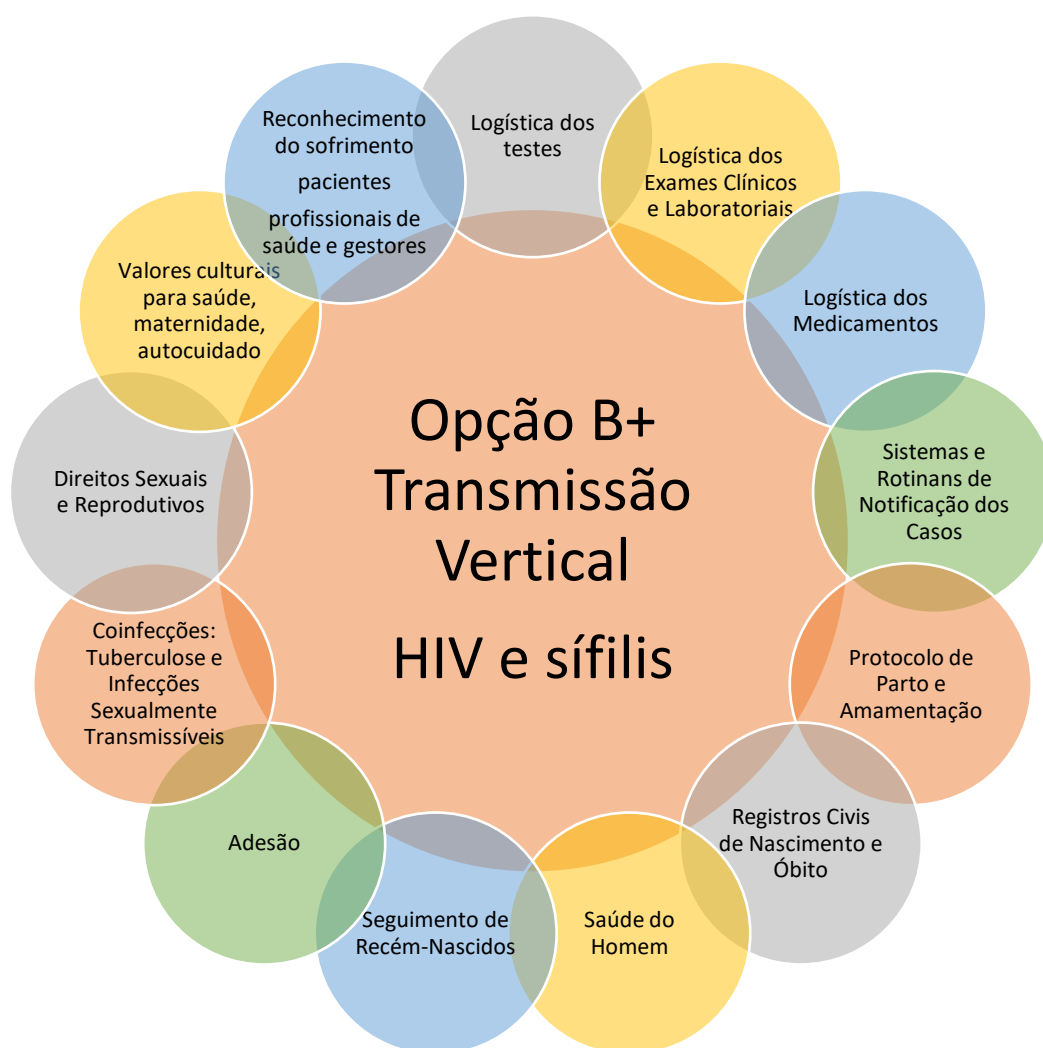 Opção B+
Transmissão
Vertical
HIV e sífilis
Logística dos
testes
Logística dos
Exames Clínicos
e Laboratoriais
Logística dos
Medicamentos
Sistemas e
Rotinans de
Notificação dos
Casos
Protocolo de
Parto e
Amamentação
Registros Civis
de Nascimento e
Óbito
Saúde do
Homem
Seguimento de
Recém-Nascidos
Adesão
Coinfecções:
Tuberculose e
Infecções
Sexualmente
Transmissíveis
Direitos Sexuais
e Reprodutivos
Valores culturais
para saúde,
maternidade,
autocuidado
Reconhecimento
do sofrimento
pacientes
profissionais de
saúde e gestores